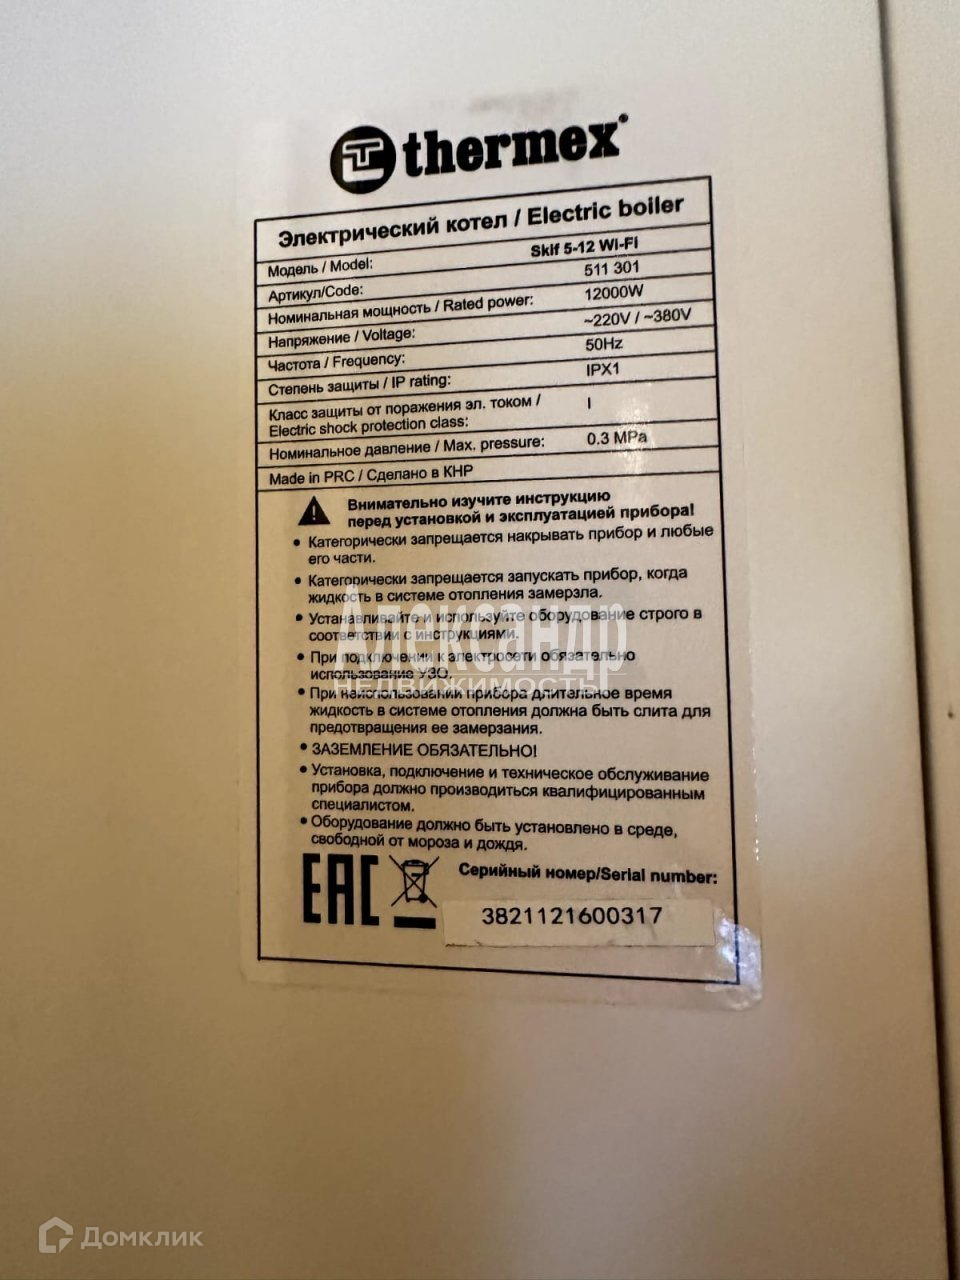 thermex®
Электрический котел / Electric boiler
Модель / Model: Skif 5-12 Wi-Fi
Артикул/Code: 511 301
Номинальная мощность / Rated power: 12000W
Напряжение / Voltage: ~220V / ~380V
Частота / Frequency: 50Hz
Степень защиты / IP rating: IPX1
Класс защиты от поражения эл. током /
Electric shock protection class: I
Номинальное давление / Max. pressure: 0.3 MPa
Made in PRC / Сделано в КНР
Внимательно изучите инструкцию
перед установкой и эксплуатацией прибора!
• Категорически запрещается накрывать прибор и любые
его части.
• Категорически запрещается запускать прибор, когда
жидкость в системе отопления замерзла.
• Устанавливайте и используйте оборудование строго в
соответствии с инструкциями.
• При подключении к электросети обязательно
использование УЗО.
• При неиспользовании прибора длительное время
жидкость в системе отопления должна быть слита для
предотвращения ее замерзания.
• ЗАЗЕМЛЕНИЕ ОБЯЗАТЕЛЬНО!
• Установка, подключение и техническое обслуживание
прибора должно производиться квалифицированным
специалистом.
• Оборудование должно быть установлено в среде,
свободной от мороза и дождя.
EAC
Серийный номер/Serial number:
3821121600317
Александр
НЕДВИЖИМОСТЬ
Домклик